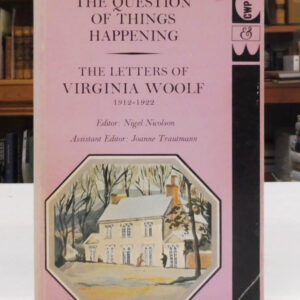 THE QUESTION
OF THINGS
HAPPENING
THE LETTERS OF
VIRGINIA WOOLF
1912-1922
Editor: Nigel Nicolson
Assistant Editor: Joanne Trautmann
&
CWP